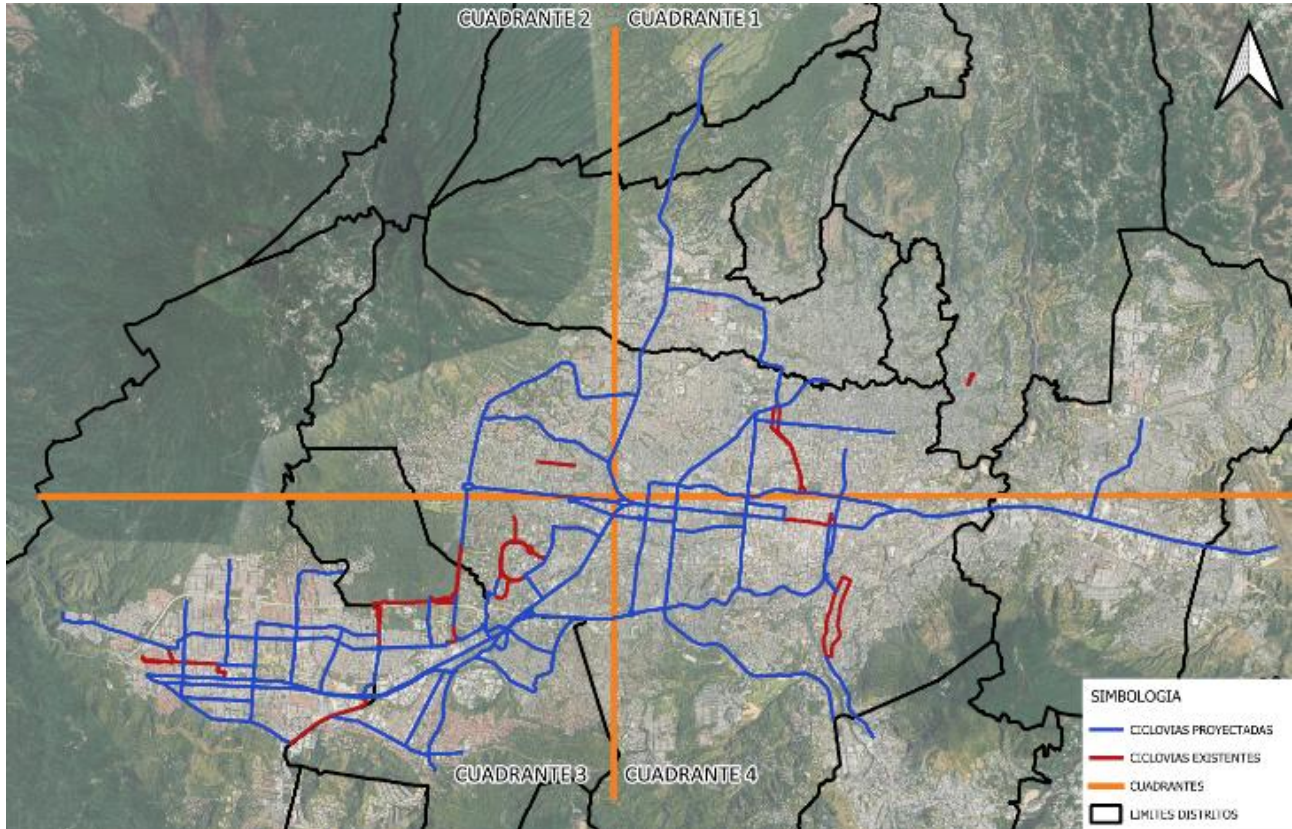 CUADRANTE 2
CUADRANTE 1
CUADRANTE 3
CUADRANTE 4
SIMBOLOGIA
CICLOVIAS PROYECTADAS
CICLOVIAS EXISTENTES
CUADRANTES
LIMITES DISTRITOS